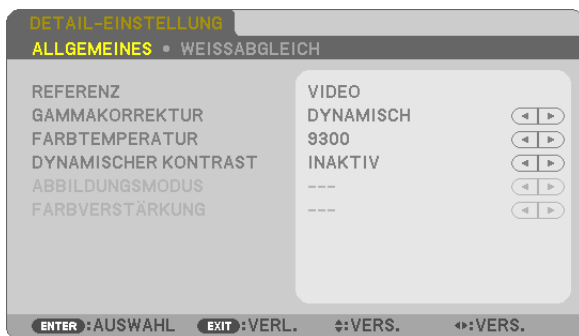 DETAIL-EINSTELLUNG
ALLGEMEINES • WEISSABGLEICH
REFERENZ VIDEO
GAMMAKORREKTUR DYNAMISCH
FARBTEMPERATUR 9300
DYNAMISCHER KONTRAST INAKTIV
ABBILDUNGSMODUS ---
FARBVERSTÄRKUNG ---
ENTER:AUSWAHL EXIT:VERL. :VERS. :VERS.